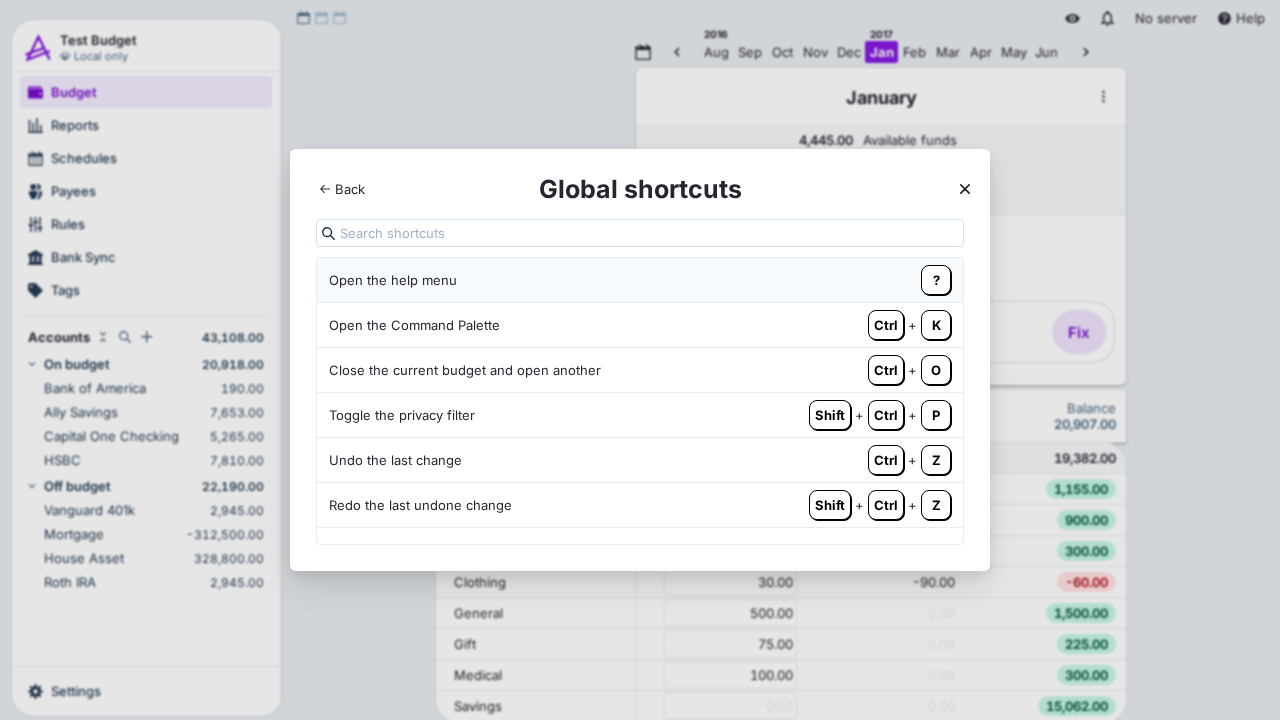 Test Budget
Local only
Budget
Reports
Schedules
Payees
Rules
Bank Sync
Tags
Accounts 43,108.00
On budget 20,918.00
Bank of America 190.00
Ally Savings 7,653.00
Capital One Checking 5,265.00
HSBC 7,810.00
Off budget 22,190.00
Vanguard 401k 2,945.00
Mortgage -312,500.00
House Asset 328,800.00
Roth IRA 2,945.00
Settings
No server
Help
2016 2017
Aug Sep Oct Nov Dec Jan Feb Mar Apr May Jun
January
4,445.00 Available funds
Fix
Balance
20,907.00
19,382.00
1,155.00
900.00
300.00
Clothing 30.00 -90.00 -60.00
General 500.00 0.00 1,500.00
Gift 75.00 0.00 225.00
Medical 100.00 0.00 300.00
Savings 0.00 0.00 15,062.00
Back
Global shortcuts
Search shortcuts
Open the help menu ?
Open the Command Palette Ctrl + K
Close the current budget and open another Ctrl + O
Toggle the privacy filter Shift + Ctrl + P
Undo the last change Ctrl + Z
Redo the last undone change Shift + Ctrl + Z